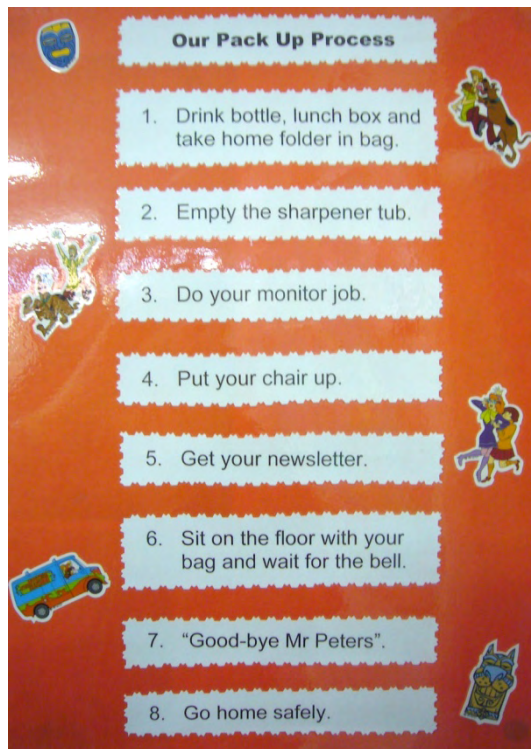 Our Pack Up Process
1. Drink bottle, lunch box and
take home folder in bag.
2. Empty the sharpener tub.
3. Do your monitor job.
4. Put your chair up.
5. Get your newsletter.
6. Sit on the floor with your
bag and wait for the bell.
7. “Good-bye Mr Peters”.
8. Go home safely.